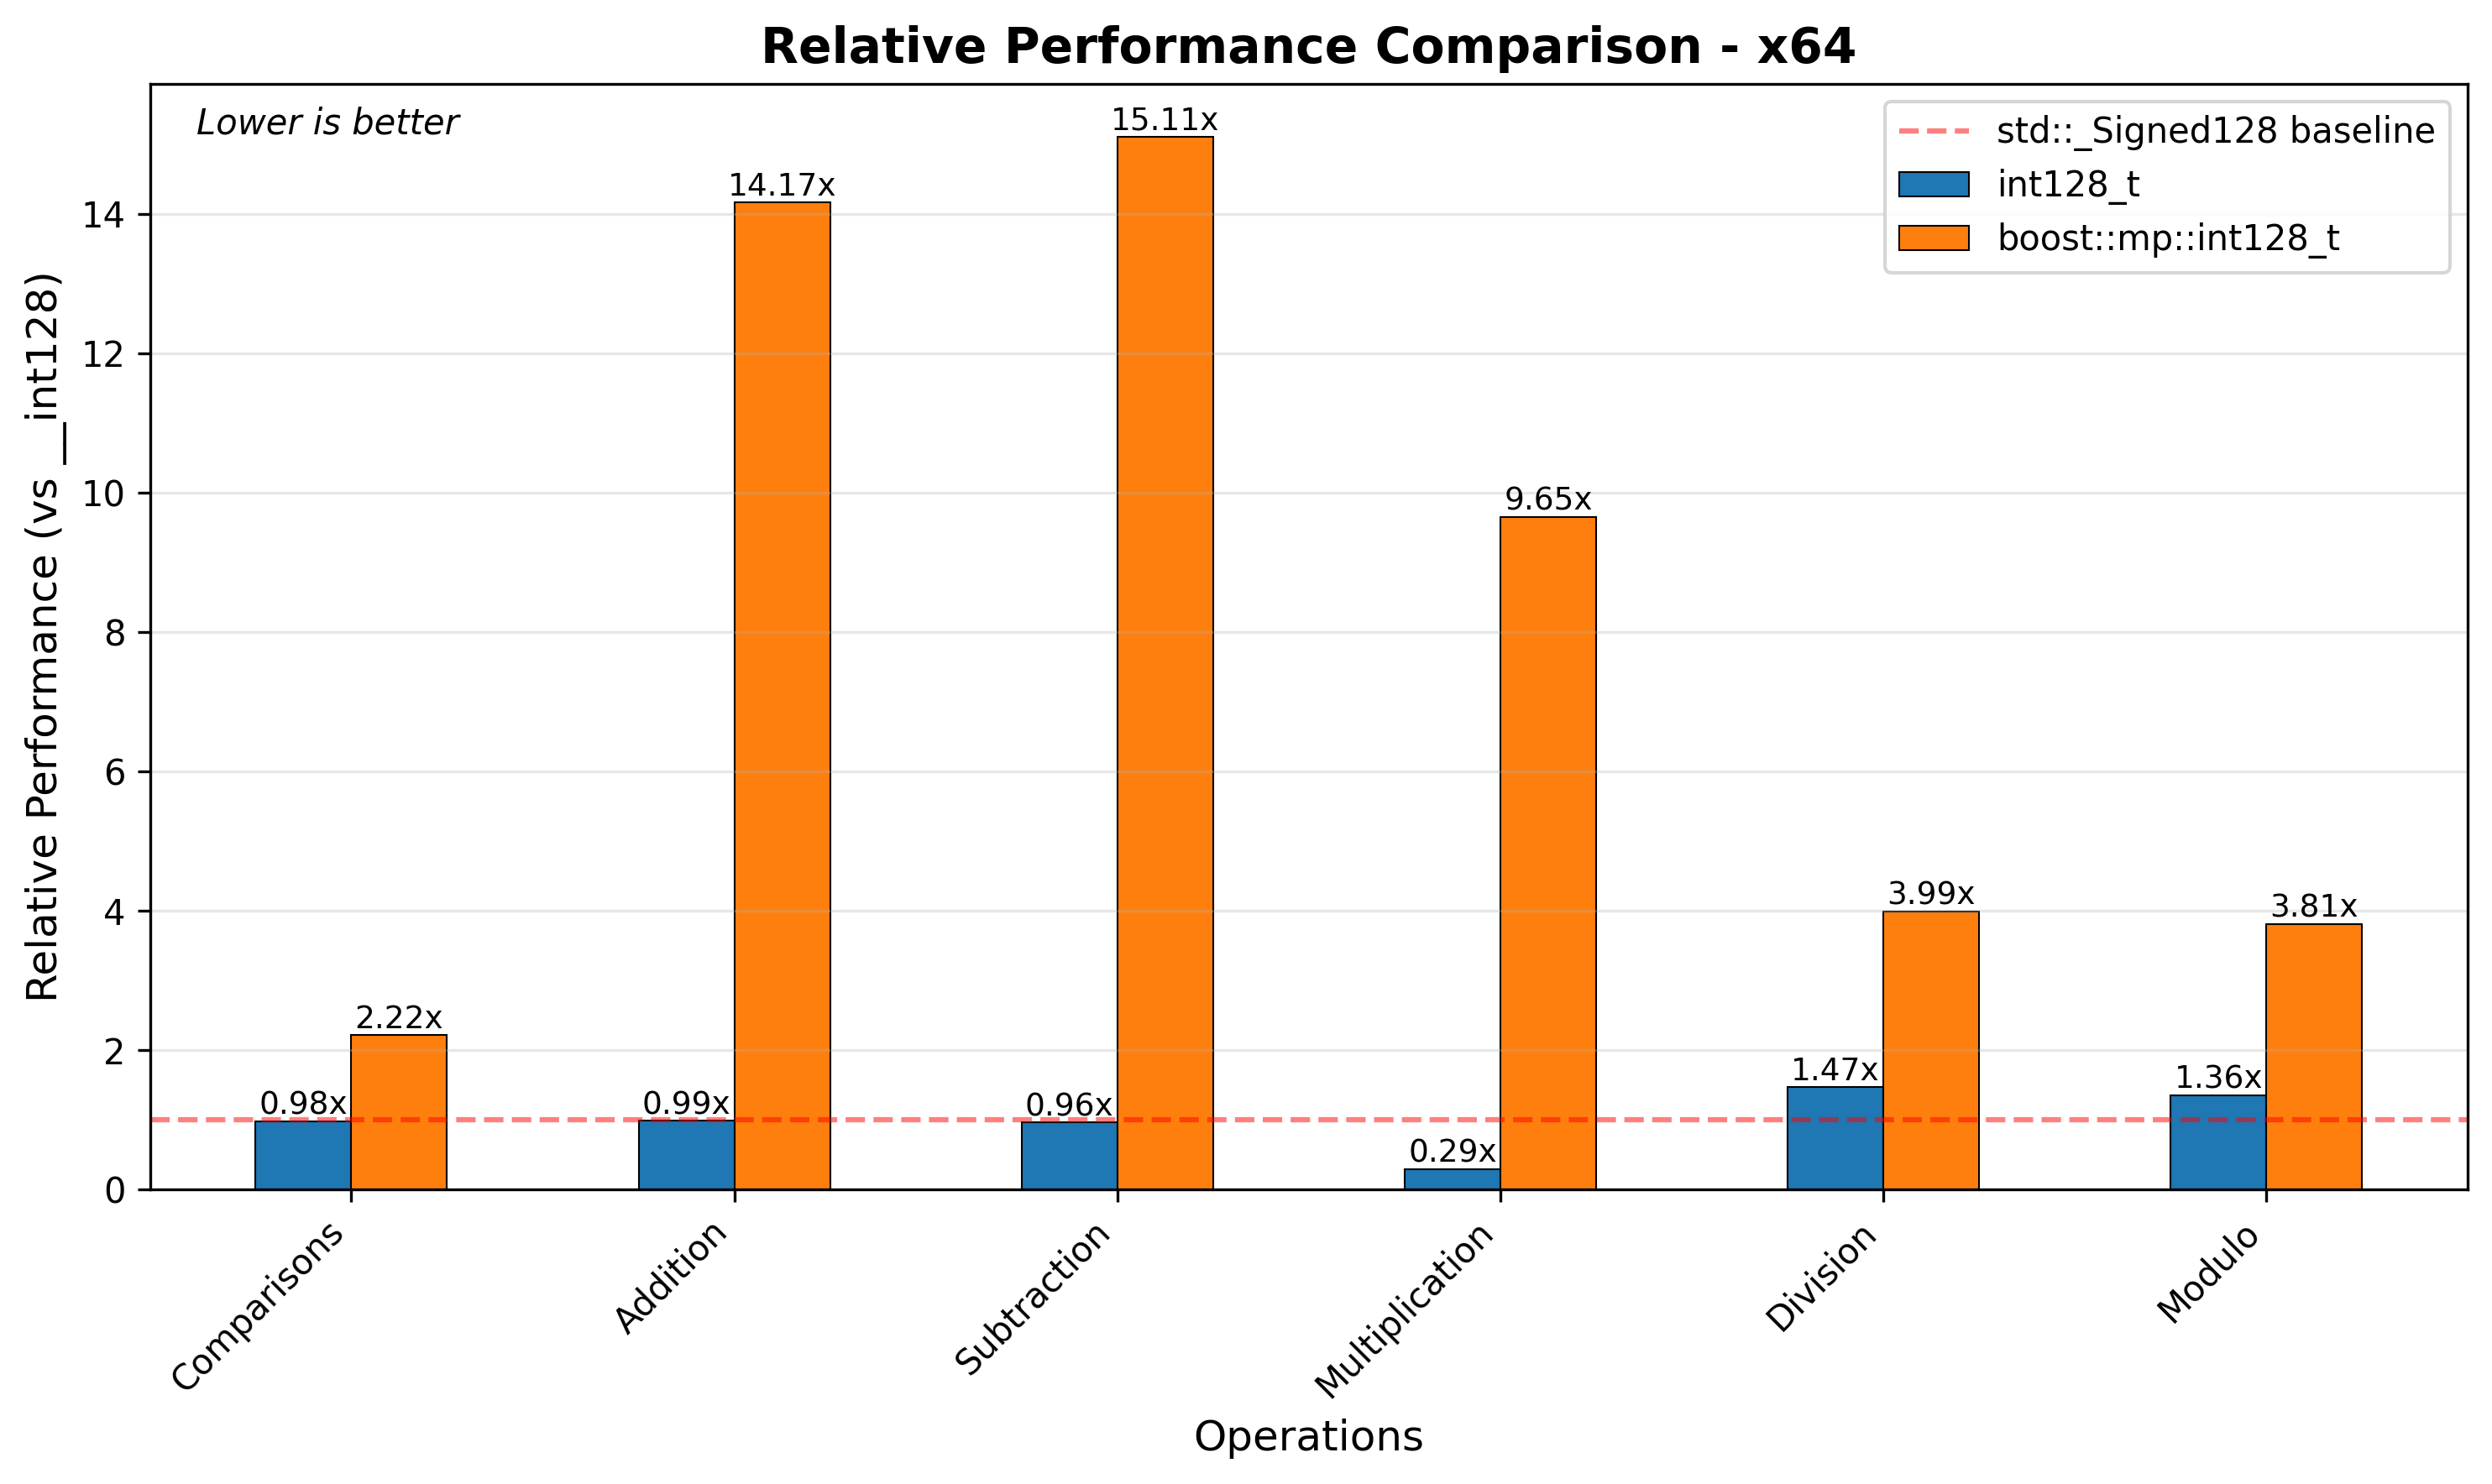 Relative Performance Comparison - x64
Lower is better
std::_Signed128 baseline
int128_t
boost::mp::int128_t
Relative Performance (vs __int128)
14
12
10
8
6
4
2
0
0.98x
2.22x
0.99x
14.17x
0.96x
15.11x
0.29x
9.65x
1.47x
3.99x
1.36x
3.81x
Comparisons
Addition
Subtraction
Multiplication
Division
Modulo
Operations